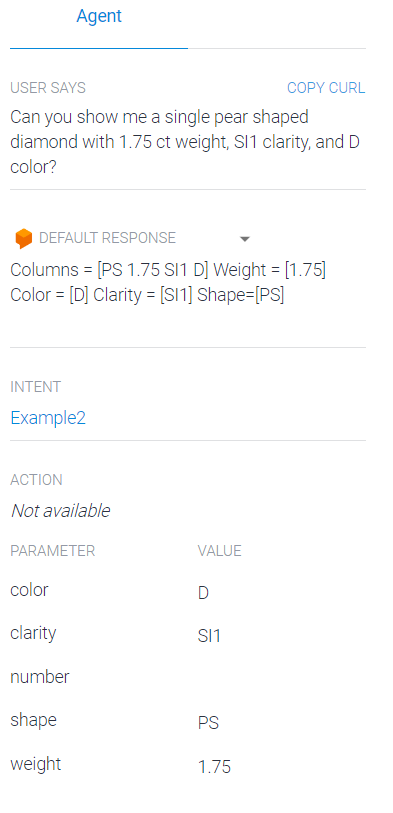 Agent
USER SAYS COPY CURL
Can you show me a single pear shaped
diamond with 1.75 ct weight, SI1 clarity, and D
color?
DEFAULT RESPONSE
Columns = [PS 1.75 SI1 D] Weight = [1.75]
Color = [D] Clarity = [SI1] Shape=[PS]
INTENT
Example2
ACTION
Not available
PARAMETER VALUE
color D
clarity SI1
number
shape PS
weight 1.75